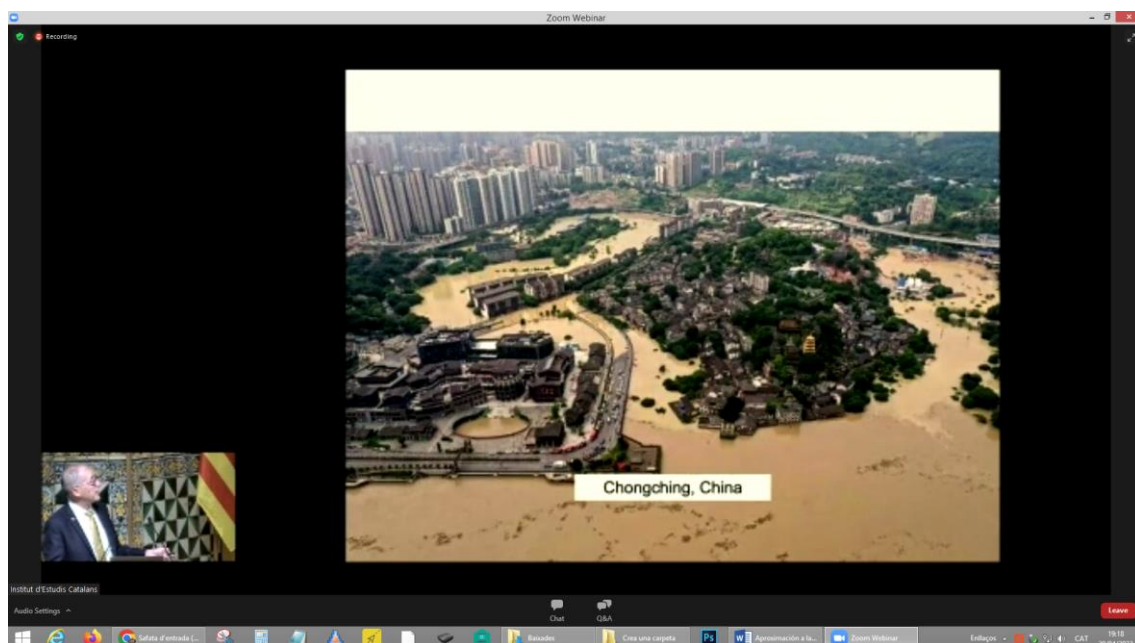 Zoom Webinar
Recording
Chongching, China
Institut d'Estudis Catalans
Audio Settings
Chat
Q&A
Leave
Safata d'entrada (...
Baixades
Crea una carpeta
Ps
Aproximación a la...
Zoom Webinar
Enllaços
CAT
19:18